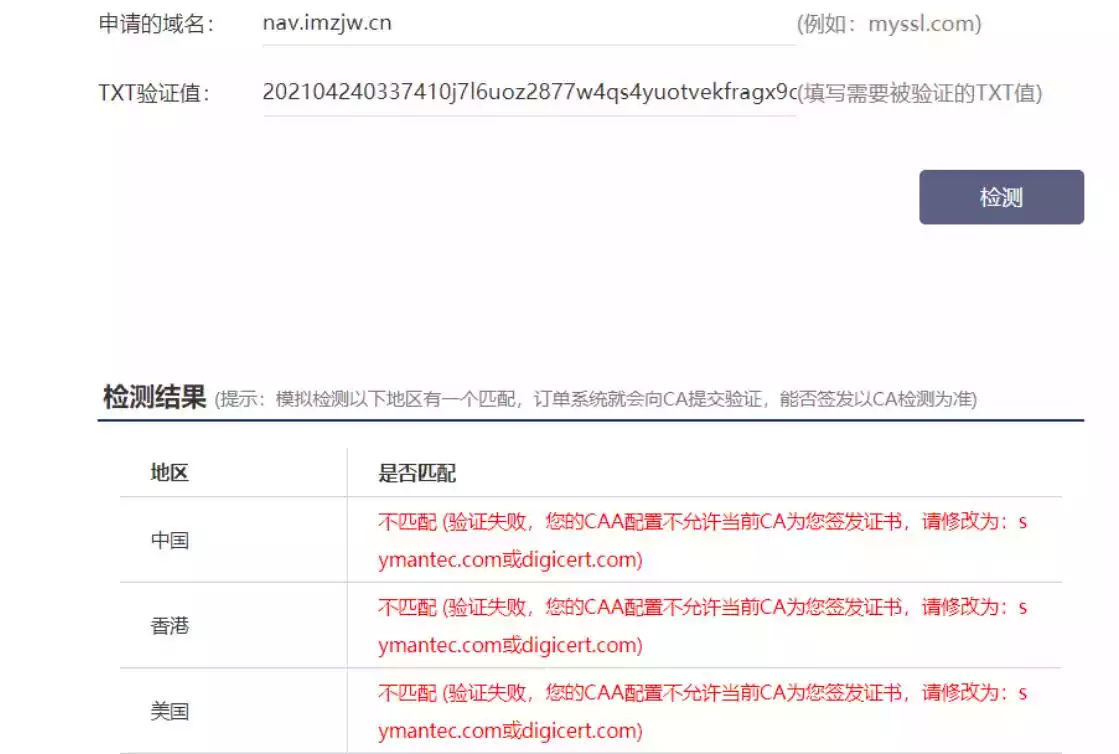 申请的域名： nav.imzjw.cn (例如：myssl.com)
TXT验证值： 202104240337410j7l6uoz2877w4qs4yuotvekfragx9c(填写需要被验证的TXT值)
检测
检测结果 (提示：模拟检测以下地区有一个匹配，订单系统就会向CA提交验证，能否签发以CA检测为准)
地区 是否匹配
中国 不匹配 (验证失败，您的CAA配置不允许当前CA为您签发证书，请修改为：s
ymantec.com或digicert.com)
香港 不匹配 (验证失败，您的CAA配置不允许当前CA为您签发证书，请修改为：s
ymantec.com或digicert.com)
美国 不匹配 (验证失败，您的CAA配置不允许当前CA为您签发证书，请修改为：s
ymantec.com或digicert.com)